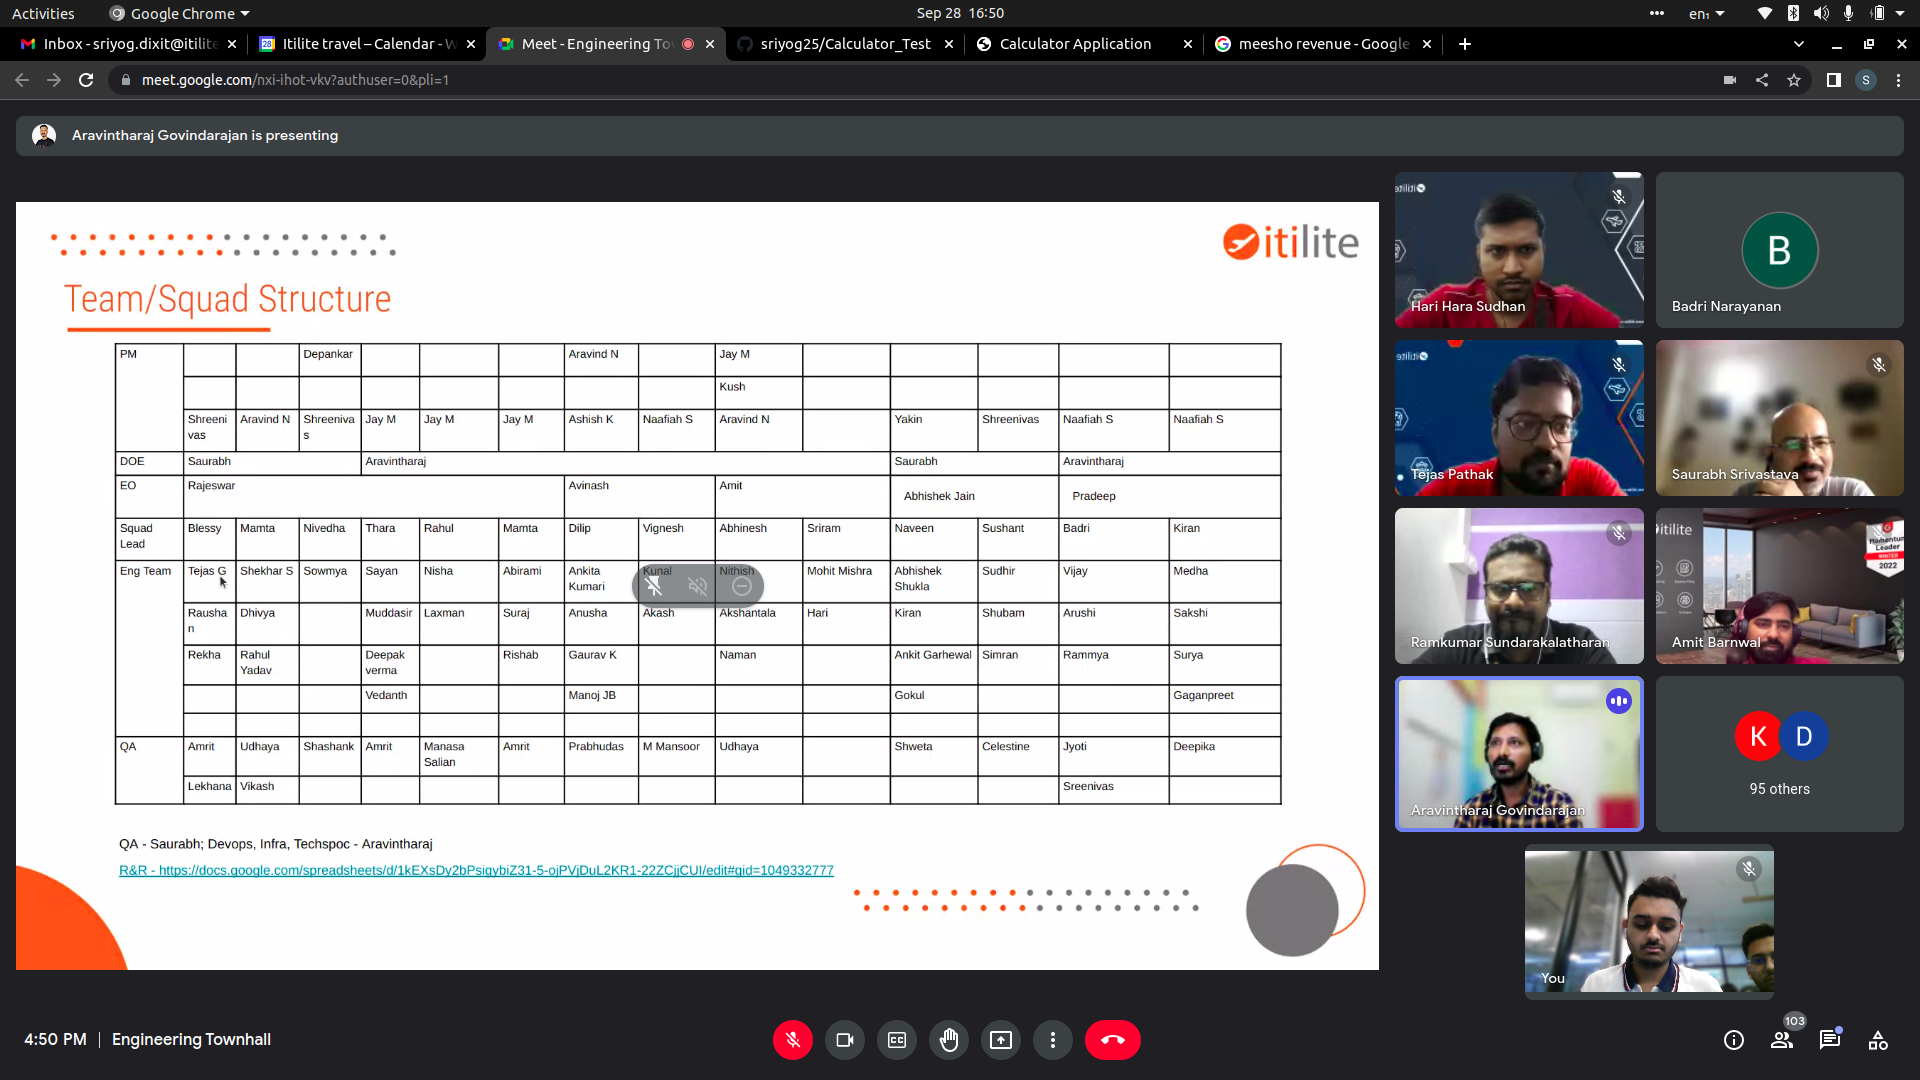 Activities Google Chrome Sep 28 16:50 en₁
Inbox - sriyog.dixit@itilite Itilite travel – Calendar - W Meet - Engineering Tow sriyog25/Calculator_Test Calculator Application meesho revenue - Google
meet.google.com/nxi-ihot-vkv?authuser=0&pli=1 S
Aravintharaj Govindarajan is presenting
itilite
Team/Squad Structure
PM Depankar Aravind N Jay M
Kush
Shreenivas Aravind N Shreenivas Jay M Jay M Jay M Ashish K Naafiah S Aravind N Yakin Shreenivas Naafiah S Naafiah S
DOE Saurabh Aravintharaj Saurabh Aravintharaj
EO Rajeswar Avinash Amit Abhishek Jain Pradeep
Squad Lead Blessy Mamta Nivedha Thara Rahul Mamta Dilip Vignesh Abhinesh Sriram Naveen Sushant Badri Kiran
Eng Team Tejas G Shekhar S Sowmya Sayan Nisha Abirami Ankita Kumari Kunal Nithish Mohit Mishra Abhishek Shukla Sudhir Vijay Medha
Raushan Dhivya Muddasir Laxman Suraj Anusha Akash Akshantala Hari Kiran Shubam Arushi Sakshi
Rekha Rahul Yadav Deepak verma Rishab Gaurav K Naman Ankit Garhewal Simran Rammya Surya
Vedanth Manoj JB Gokul Gaganpreet
QA Amrit Udhaya Shashank Amrit Manasa Salian Amrit Prabhudas M Mansoor Udhaya Shweta Celestine Jyoti Deepika
Lekhana Vikash Sreenivas
QA - Saurabh; Devops, Infra, Techspoc - Aravintharaj
R&R - https://docs.google.com/spreadsheets/d/1kEXsDy2bPsigybiZ31-5-ojPVjDuL2KR1-22ZCjjCUI/edit#gid=1049332777
Hari Hara Sudhan
B
Badri Narayanan
Tejas Pathak
Saurabh Srivastava
Ramkumar Sundarakalatharan
itilite
Momentum Leader
WINTER
2022
Amit Barnwal
Aravintharaj Govindarajan
K D
95 others
You
4:50 PM | Engineering Townhall
103